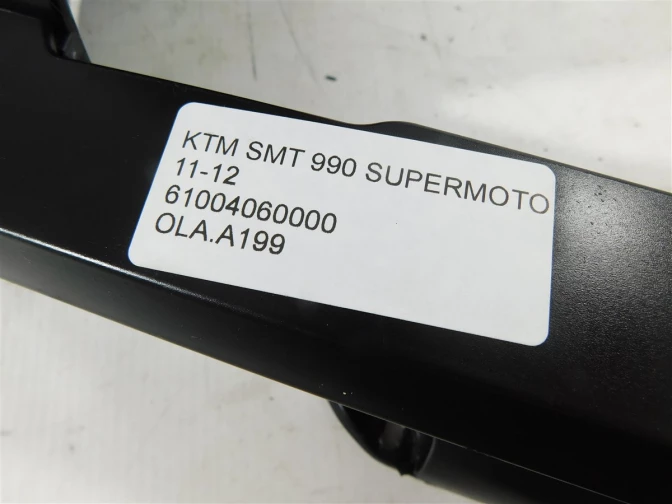 KTM SMT 990 SUPERMOTO
11-12
61004060000
OLA.A199